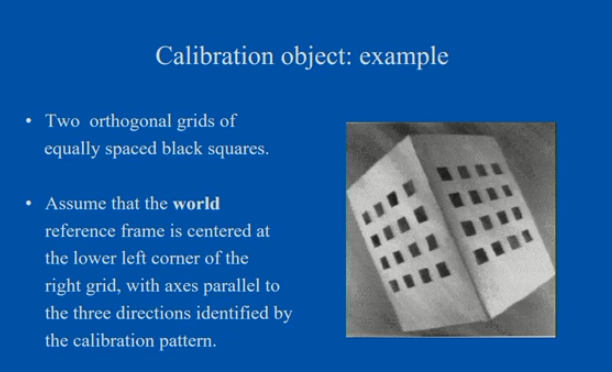 Calibration object: example
• Two orthogonal grids of
equally spaced black squares.
• Assume that the world
reference frame is centered at
the lower left corner of the
right grid, with axes parallel to
the three directions identified by
the calibration pattern.